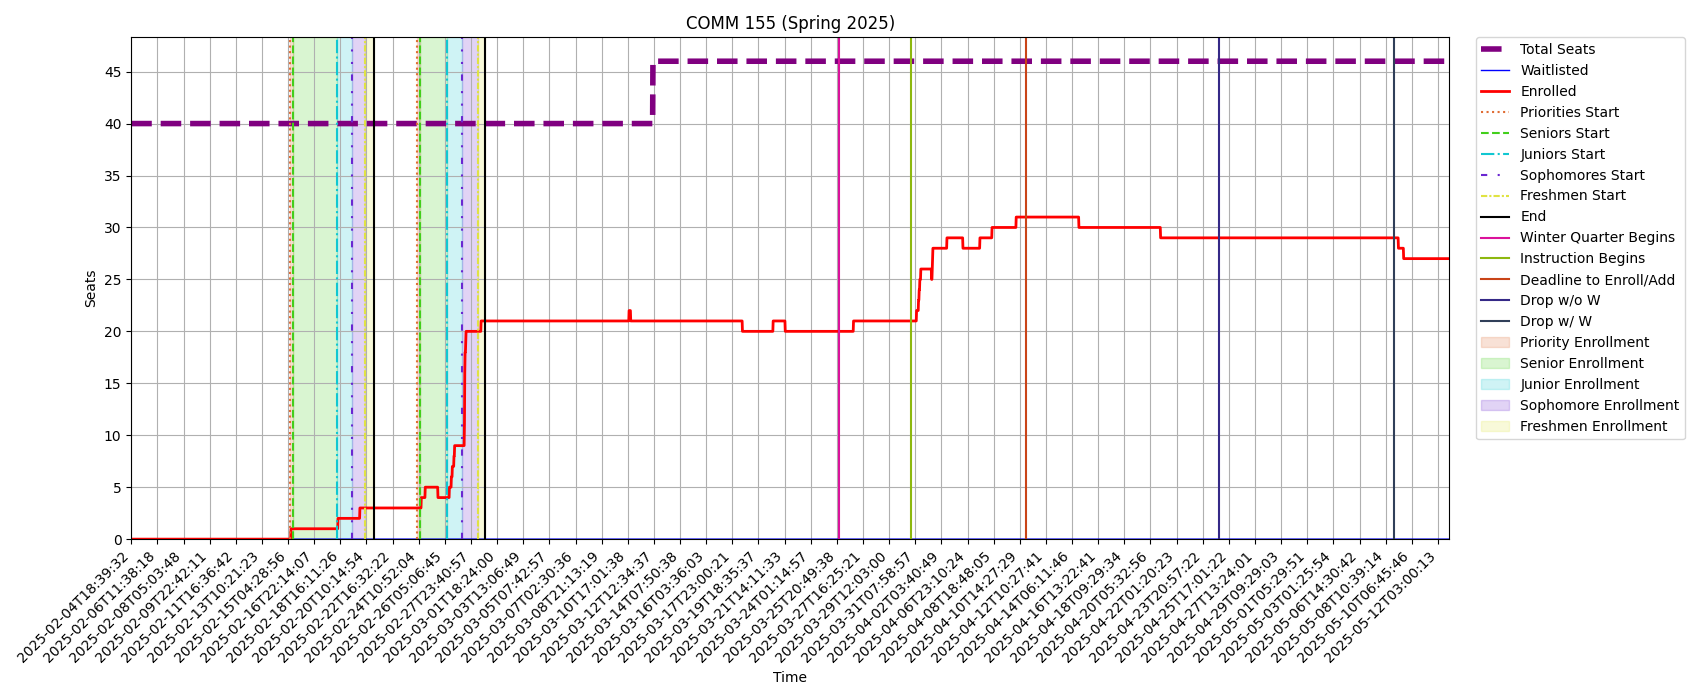 COMM 155 (Spring 2025)
Seats
45
40
35
30
25
20
15
10
5
0
2025-02-04T18:39:32
2025-02-06T11:38:18
2025-02-08T05:03:48
2025-02-09T22:42:11
2025-02-11T16:36:42
2025-02-13T10:21:23
2025-02-15T04:28:56
2025-02-16T22:14:07
2025-02-18T16:11:26
2025-02-20T10:14:54
2025-02-22T16:32:22
2025-02-24T10:52:04
2025-02-26T05:06:45
2025-02-27T23:40:57
2025-03-01T18:24:00
2025-03-03T13:06:49
2025-03-05T07:42:57
2025-03-07T02:30:36
2025-03-08T21:13:19
2025-03-10T17:01:38
2025-03-12T12:34:37
2025-03-14T07:50:38
2025-03-16T03:36:03
2025-03-17T23:00:21
2025-03-19T18:35:37
2025-03-21T14:11:33
2025-03-24T01:14:57
2025-03-25T20:49:38
2025-03-27T16:25:21
2025-03-29T12:03:00
2025-03-31T07:58:57
2025-04-02T03:40:49
2025-04-06T23:10:24
2025-04-08T18:48:05
2025-04-10T14:27:29
2025-04-12T10:27:41
2025-04-14T06:11:46
2025-04-16T13:22:41
2025-04-18T09:29:34
2025-04-20T05:32:56
2025-04-22T01:20:23
2025-04-23T20:57:22
2025-04-25T17:01:22
2025-04-27T13:24:01
2025-04-29T09:29:03
2025-05-01T05:29:51
2025-05-03T01:25:54
2025-05-06T14:30:42
2025-05-08T10:39:14
2025-05-10T06:45:46
2025-05-12T03:00:13
Time
Total Seats
Waitlisted
Enrolled
Priorities Start
Seniors Start
Juniors Start
Sophomores Start
Freshmen Start
End
Winter Quarter Begins
Instruction Begins
Deadline to Enroll/Add
Drop w/o W
Drop w/ W
Priority Enrollment
Senior Enrollment
Junior Enrollment
Sophomore Enrollment
Freshmen Enrollment